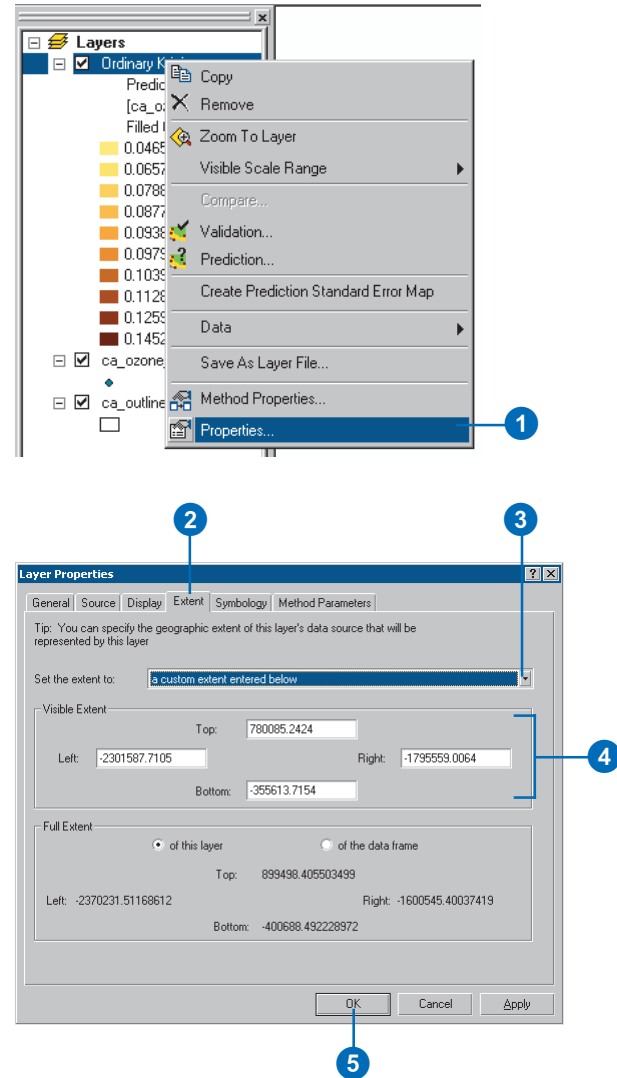 Layers
Ordinary K
Predic
[ca_o
Filled
0.0465
0.0657
0.0788
0.0877
0.0938
0.0979
0.1039
0.1128
0.1259
0.1452
ca_ozone_
ca_outline
Copy
Remove
Zoom To Layer
Visible Scale Range
Compare...
Validation...
Prediction...
Create Prediction Standard Error Map
Data
Save As Layer File...
Method Properties...
Properties...
1
2
3
Layer Properties
General Source Display Extent Symbology Method Parameters
Tip: You can specify the geographic extent of this layer's data source that will be
represented by this layer
Set the extent to: a custom extent entered below
Visible Extent
Top: 780085.2424
Left: -2301587.7105 Right: -1795559.0064
4
Bottom: -355613.7154
Full Extent
of this layer of the data frame
Top: 899498.405503499
Left: -2370231.51168612 Right: -1600545.40037419
Bottom: -400688.492228972
OK Cancel Apply
5